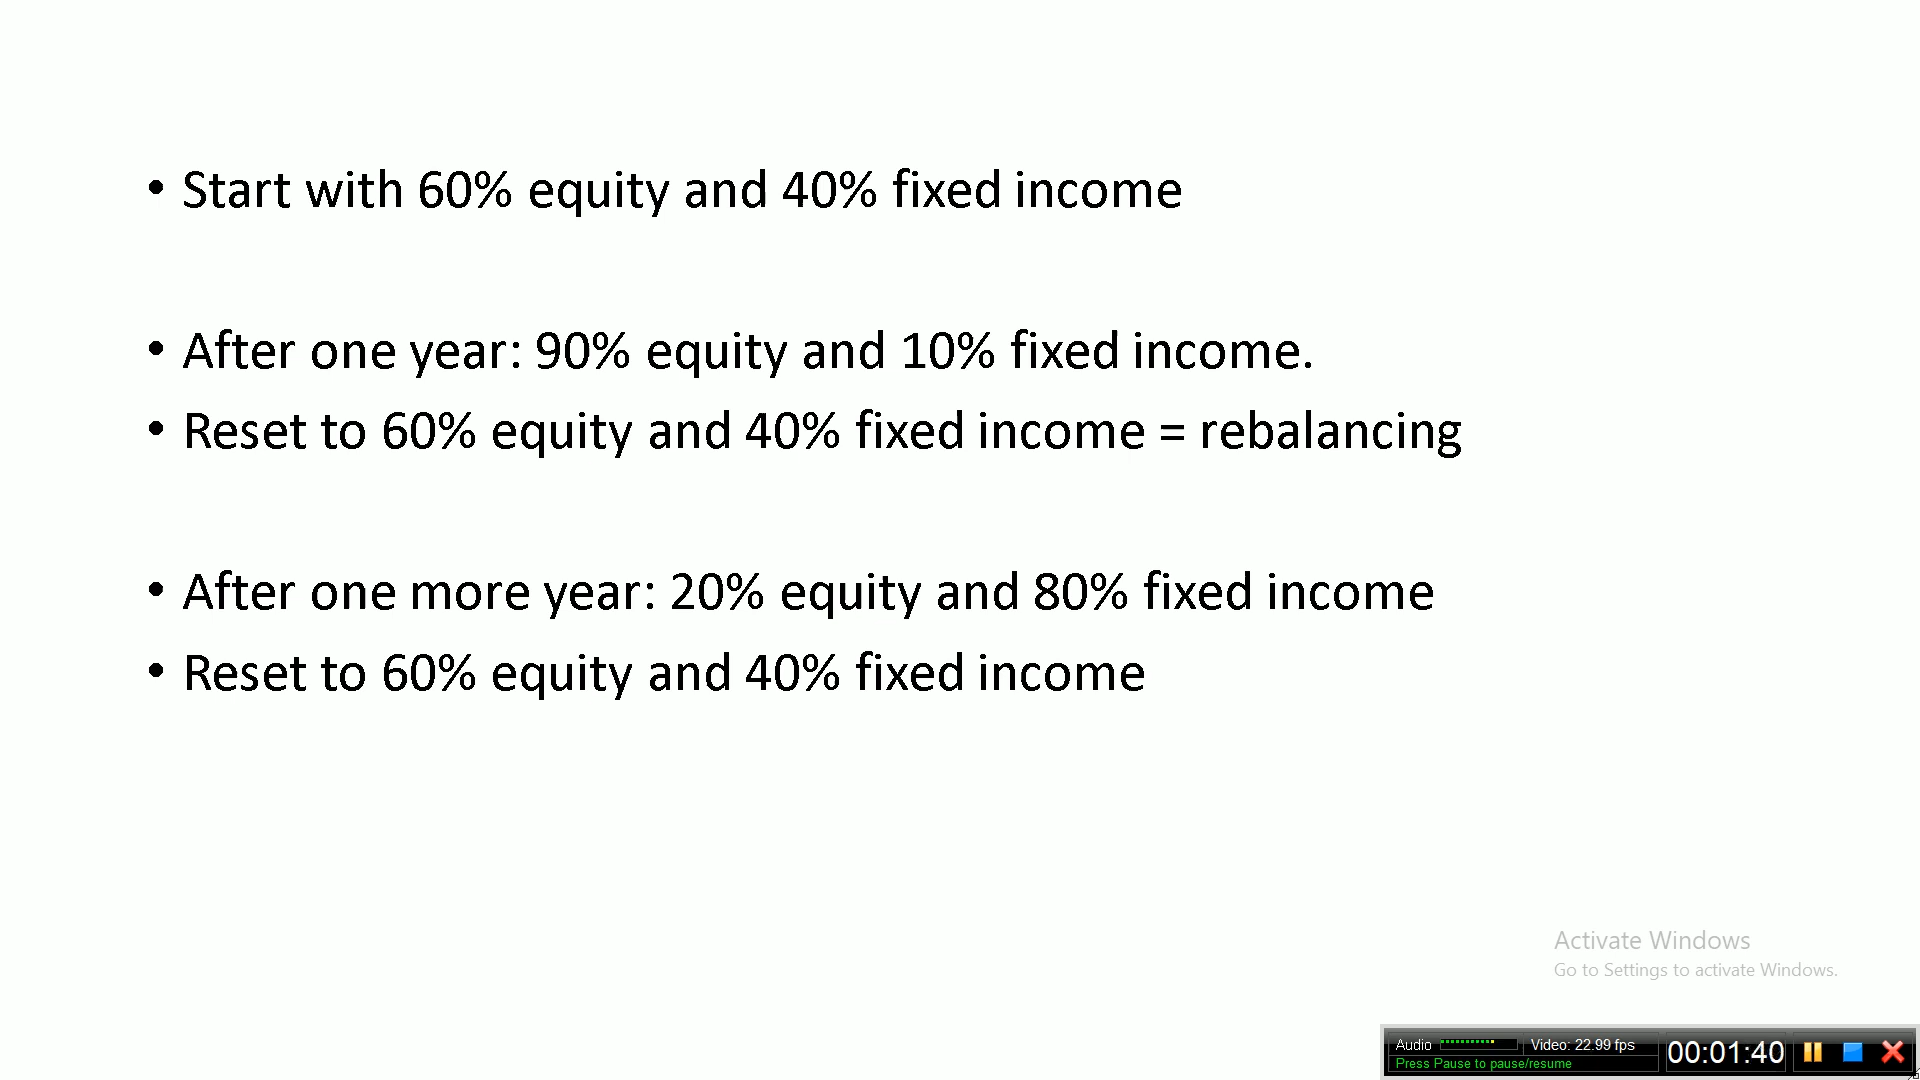 • Start with 60% equity and 40% fixed income
• After one year: 90% equity and 10% fixed income.
• Reset to 60% equity and 40% fixed income = rebalancing
• After one more year: 20% equity and 80% fixed income
• Reset to 60% equity and 40% fixed income
Activate Windows
Go to Settings to activate Windows.
Audio Video: 22.99 fps
Press Pause to pause/resume
00:01:40